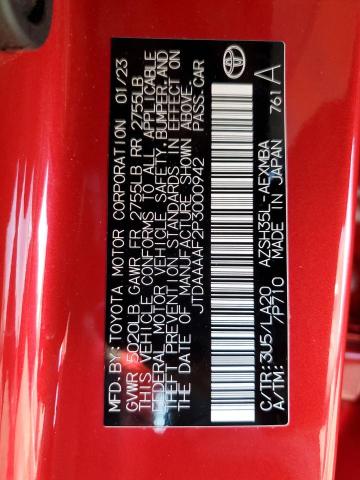 MFD. BY: TOYOTA MOTOR CORPORATION 01/23
GVWR 5020LB GAWR FR 2755LB RR 2755LB
THIS VEHICLE CONFORMS TO ALL APPLICABLE
FEDERAL MOTOR VEHICLE SAFETY, BUMPER, AND
THEFT PREVENTION STANDARDS IN EFFECT ON
THE DATE OF MANUFACTURE SHOWN ABOVE.
JTDAAAAF2P3000942 PASS.CAR
C/TR: 3U5/LA20 AZSH35L-AEXMBA
A/TM: /P710 MADE IN JAPAN 761 A